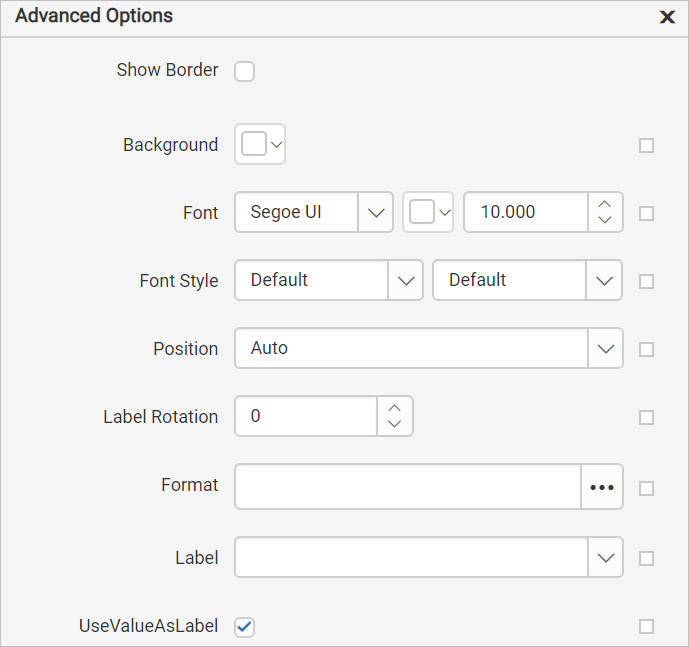 Advanced Options
Show Border
Background
Font Segoe UI 10.000
Font Style Default Default
Position Auto
Label Rotation 0
Format •••
Label
UseValueAsLabel